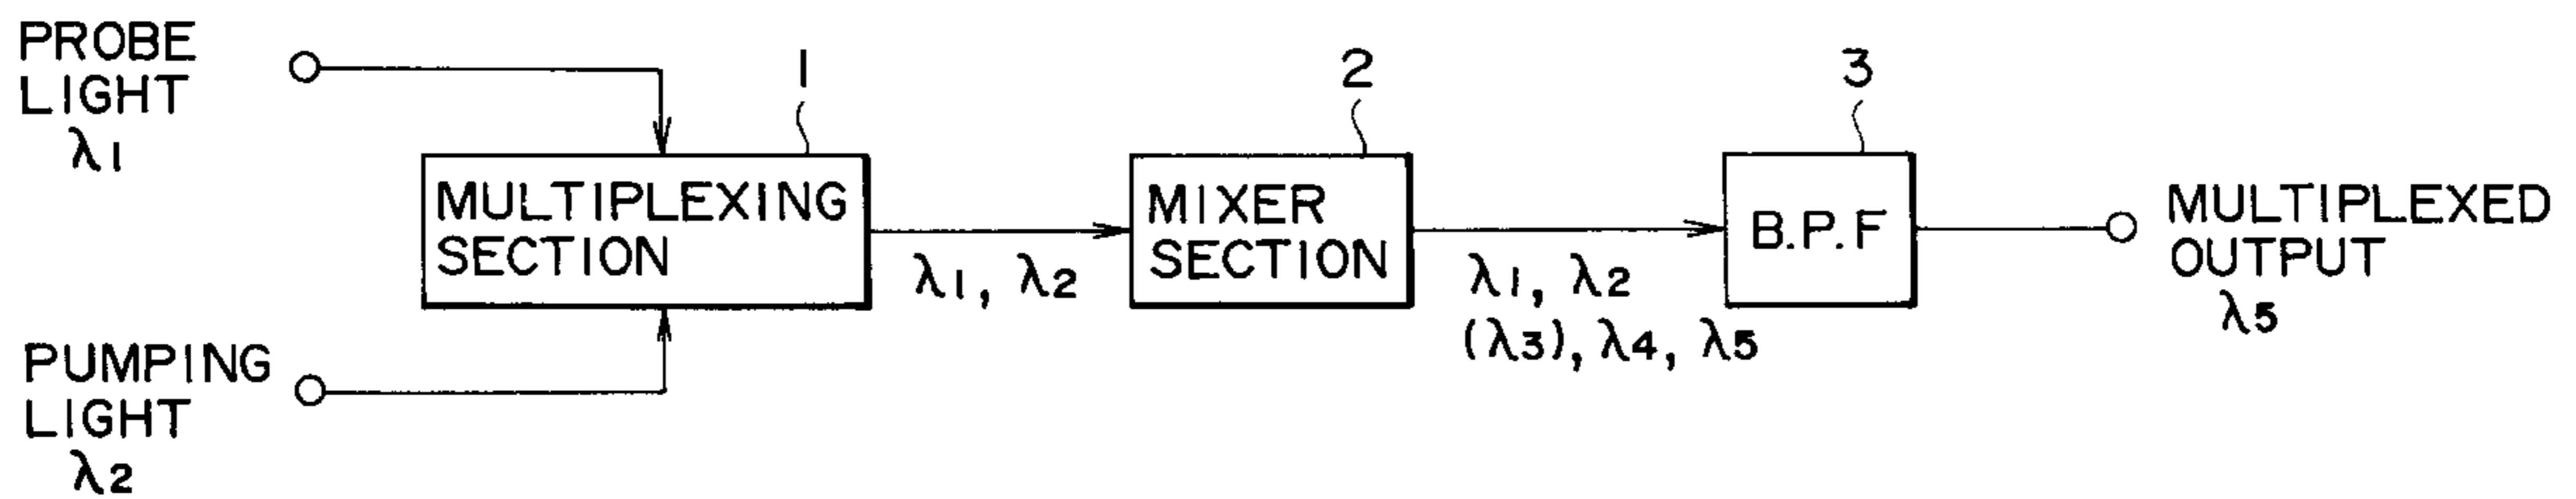 PROBE
LIGHT
λ1
1
2
3
MULTIPLEXING
SECTION
MIXER
SECTION
B.P.F
MULTIPLEXED
OUTPUT
λ5
λ1, λ2
λ1, λ2
(λ3), λ4, λ5
PUMPING
LIGHT
λ2